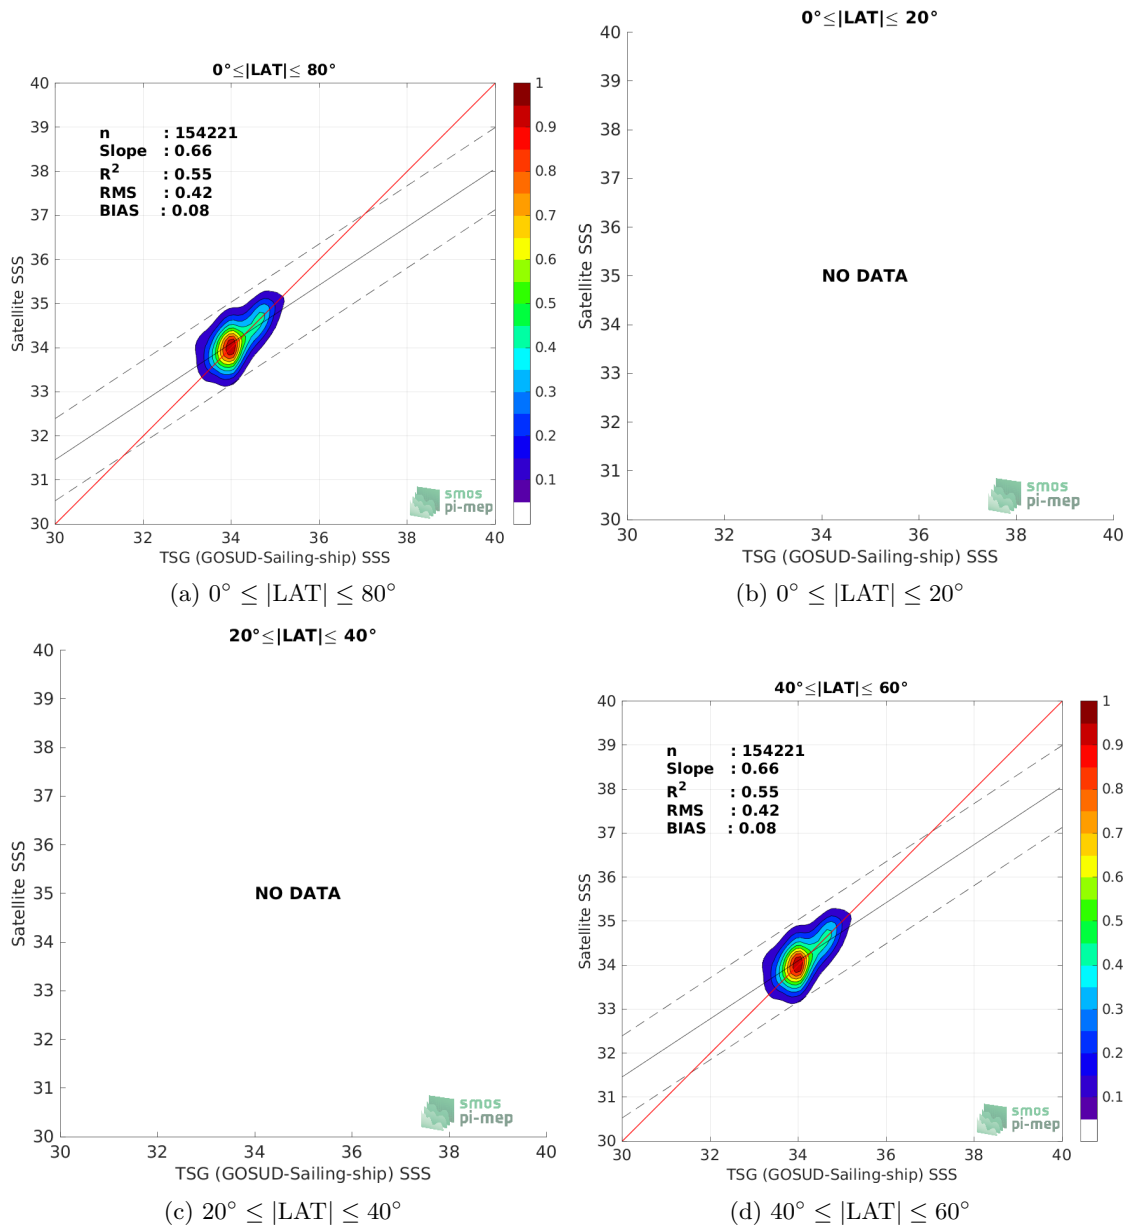 0°≤|LAT|≤ 80°
40
39
38
37
36
35
34
33
32
31
30
Satellite SSS
n : 154221
Slope : 0.66
R² : 0.55
RMS : 0.42
BIAS : 0.08
smos
pi-mep
30 32 34 36 38 40
TSG (GOSUD-Sailing-ship) SSS
1
0.9
0.8
0.7
0.6
0.5
0.4
0.3
0.2
0.1
(a) 0° ≤ |LAT| ≤ 80°
0°≤|LAT|≤ 20°
40
39
38
37
36
35
34
33
32
31
30
Satellite SSS
NO DATA
smos
pi-mep
30 32 34 36 38 40
TSG (GOSUD-Sailing-ship) SSS
(b) 0° ≤ |LAT| ≤ 20°
20°≤|LAT|≤ 40°
40
39
38
37
36
35
34
33
32
31
30
Satellite SSS
NO DATA
smos
pi-mep
30 32 34 36 38 40
TSG (GOSUD-Sailing-ship) SSS
(c) 20° ≤ |LAT| ≤ 40°
40°≤|LAT|≤ 60°
40
39
38
37
36
35
34
33
32
31
30
Satellite SSS
n : 154221
Slope : 0.66
R² : 0.55
RMS : 0.42
BIAS : 0.08
smos
pi-mep
30 32 34 36 38 40
TSG (GOSUD-Sailing-ship) SSS
1
0.9
0.8
0.7
0.6
0.5
0.4
0.3
0.2
0.1
(d) 40° ≤ |LAT| ≤ 60°